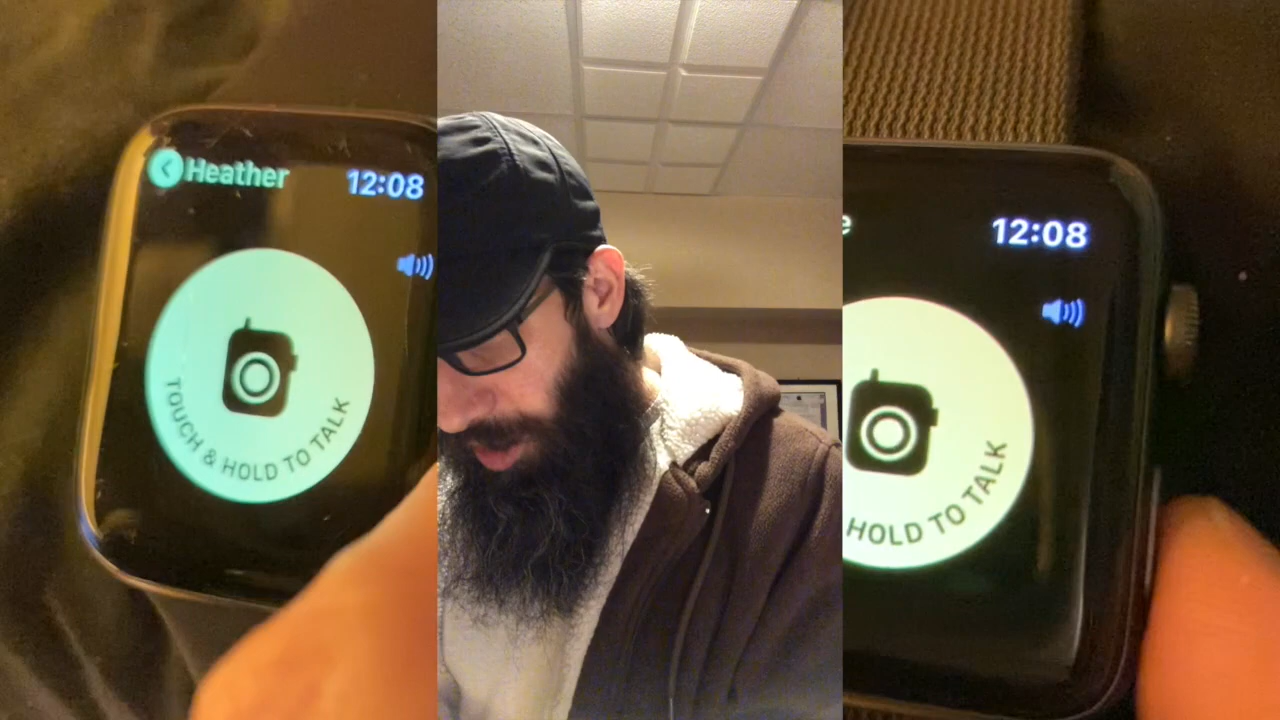 Heather
12:08
TOUCH & HOLD TO TALK
e
12:08
HOLD TO TALK